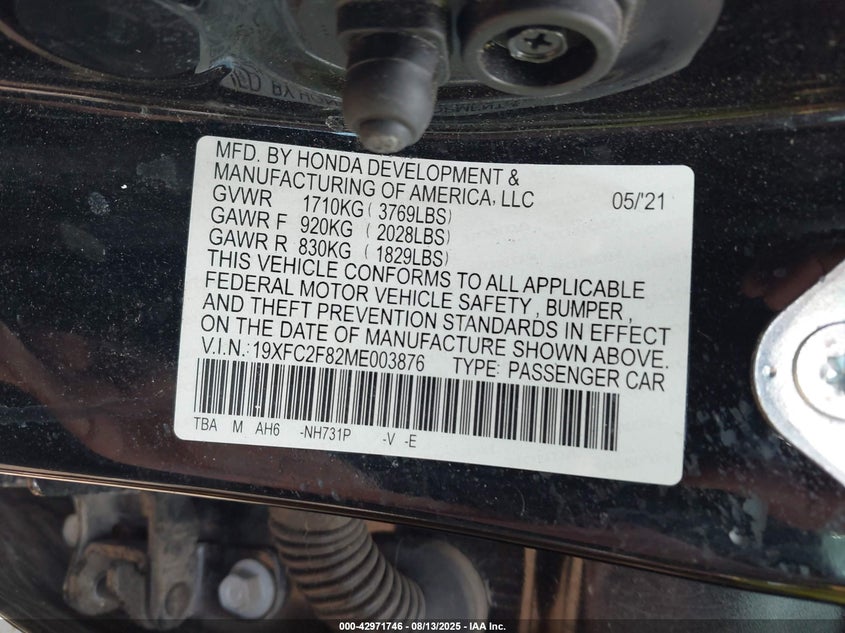 MFD. BY HONDA DEVELOPMENT &
MANUFACTURING OF AMERICA, LLC 05/'21
GVWR 1710KG ( 3769LBS)
GAWR F 920KG ( 2028LBS)
GAWR R 830KG ( 1829LBS)
THIS VEHICLE CONFORMS TO ALL APPLICABLE
FEDERAL MOTOR VEHICLE SAFETY, BUMPER,
AND THEFT PREVENTION STANDARDS IN EFFECT
ON THE DATE OF MANUFACTURE SHOWN ABOVE.
V.I.N.: 19XFC2F82ME003876 TYPE: PASSENGER CAR
TBA M AH6 -NH731P -V -E
000-42971746 - 08/13/2025 - IAA Inc.